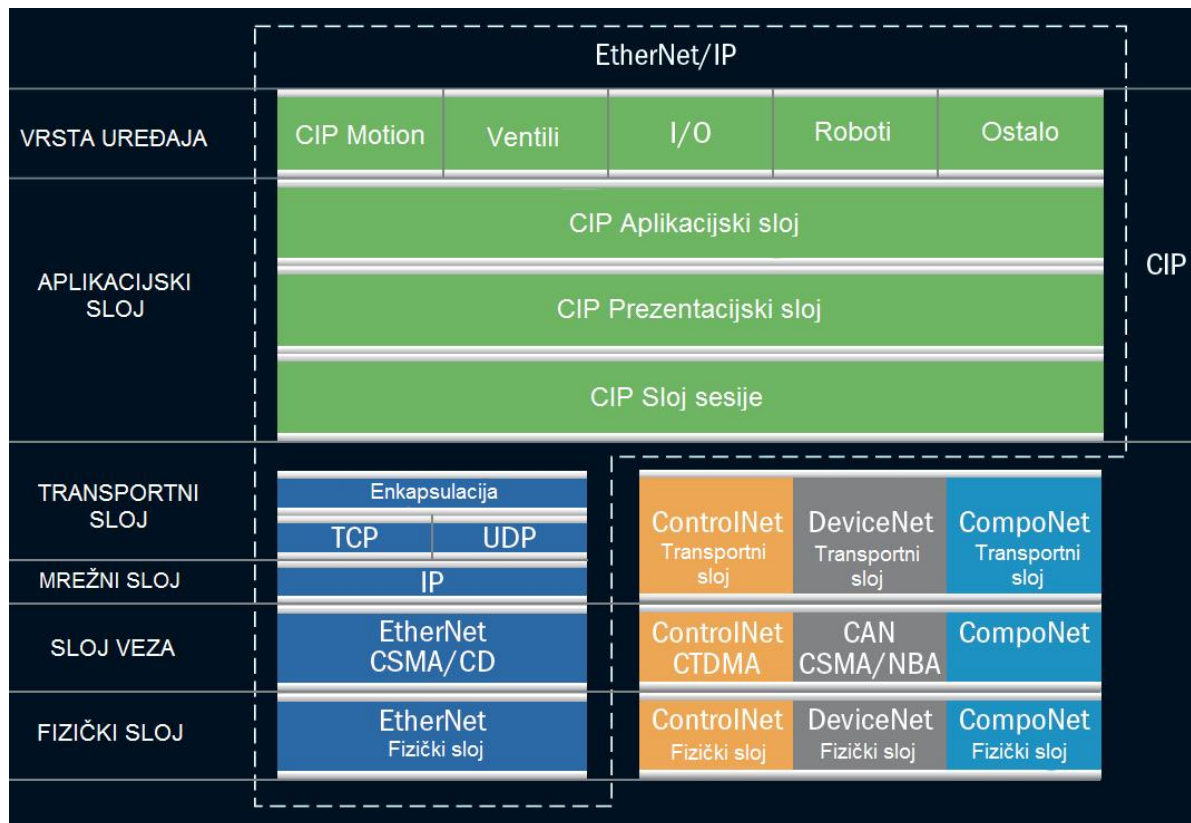 EtherNet/IP
VRSTA UREĐAJA
CIP Motion
Ventili
I/O
Roboti
Ostalo
APLIKACIJSKI
SLOJ
CIP Aplikacijski sloj
CIP Prezentacijski sloj
CIP Sloj sesije
CIP
TRANSPORTNI
SLOJ
Enkapsulacija
TCP
UDP
ControlNet
Transportni
sloj
DeviceNet
Transportni
sloj
CompoNet
Transportni
sloj
MREŽNI SLOJ
IP
SLOJ VEZA
EtherNet
CSMA/CD
ControlNet
CTDMA
CAN
CSMA/NBA
CompoNet
FIZIČKI SLOJ
EtherNet
Fizički sloj
ControlNet
Fizički sloj
DeviceNet
Fizički sloj
CompoNet
Fizički sloj